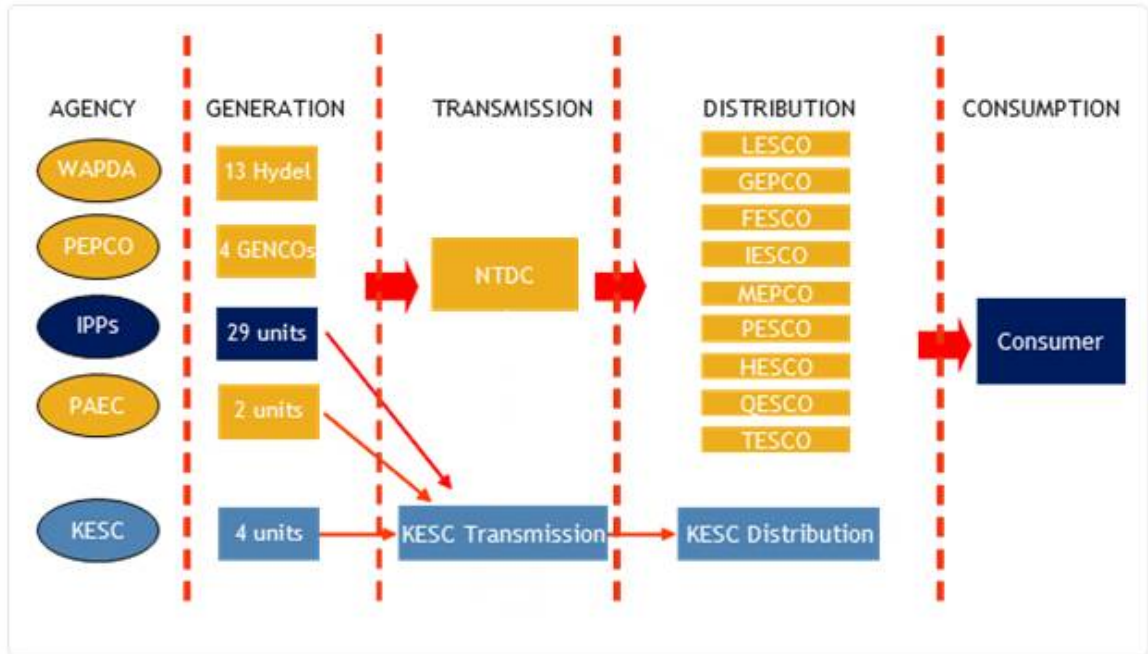 AGENCY
GENERATION
TRANSMISSION
DISTRIBUTION
CONSUMPTION
WAPDA
13 Hydel
LESCO
GEPCO
PEPCO
4 GENCOs
NTDC
FESCO
IESCO
IPPs
29 units
MEPCO
PESCO
Consumer
PAEC
2 units
HESCO
QESCO
TESCO
KESC
4 units
KESC Transmission
KESC Distribution